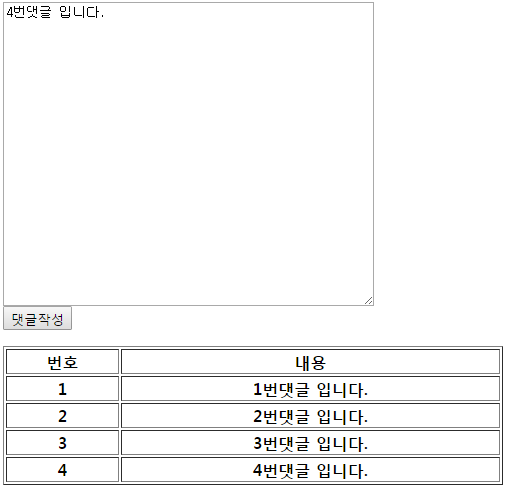 4번댓글 입니다.
댓글작성
번호 내용
1 1번댓글 입니다.
2 2번댓글 입니다.
3 3번댓글 입니다.
4 4번댓글 입니다.